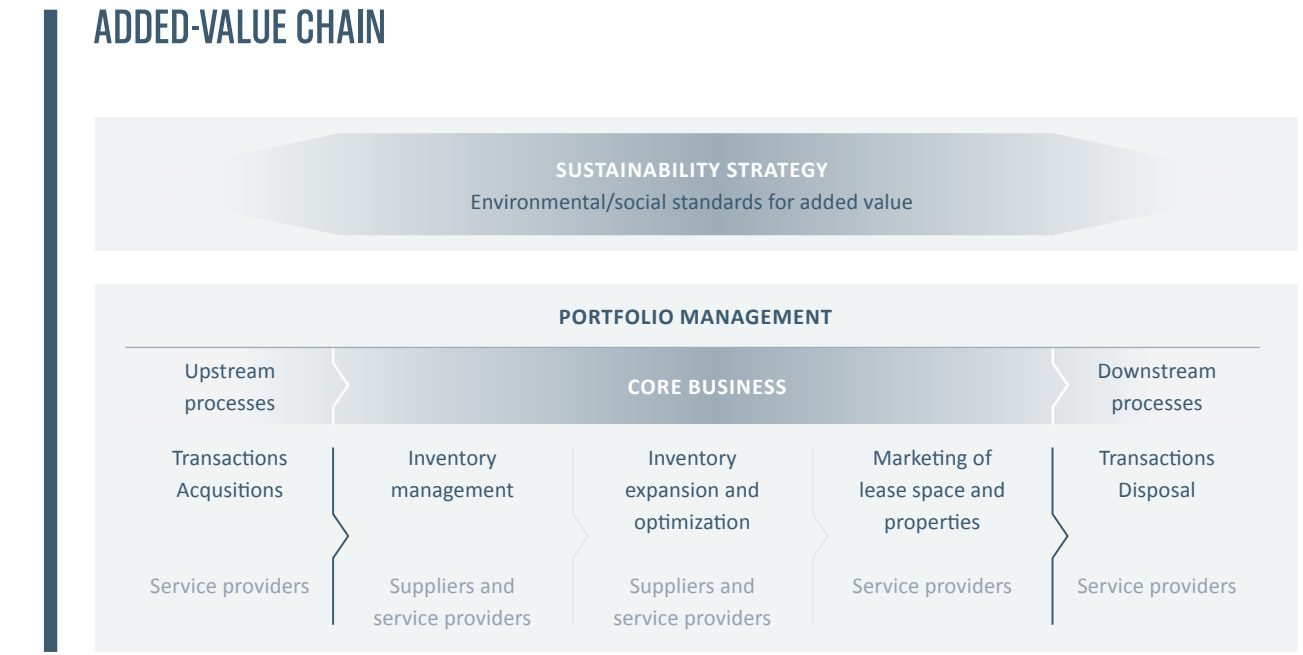 ADDED-VALUE CHAIN
SUSTAINABILITY STRATEGY
Environmental/social standards for added value
PORTFOLIO MANAGEMENT
Upstream
processes
CORE BUSINESS
Downstream
processes
Transactions
Acqusitions
Inventory
management
Inventory
expansion and
optimization
Marketing of
lease space and
properties
Transactions
Disposal
Service providers
Suppliers and
service providers
Suppliers and
service providers
Service providers
Service providers